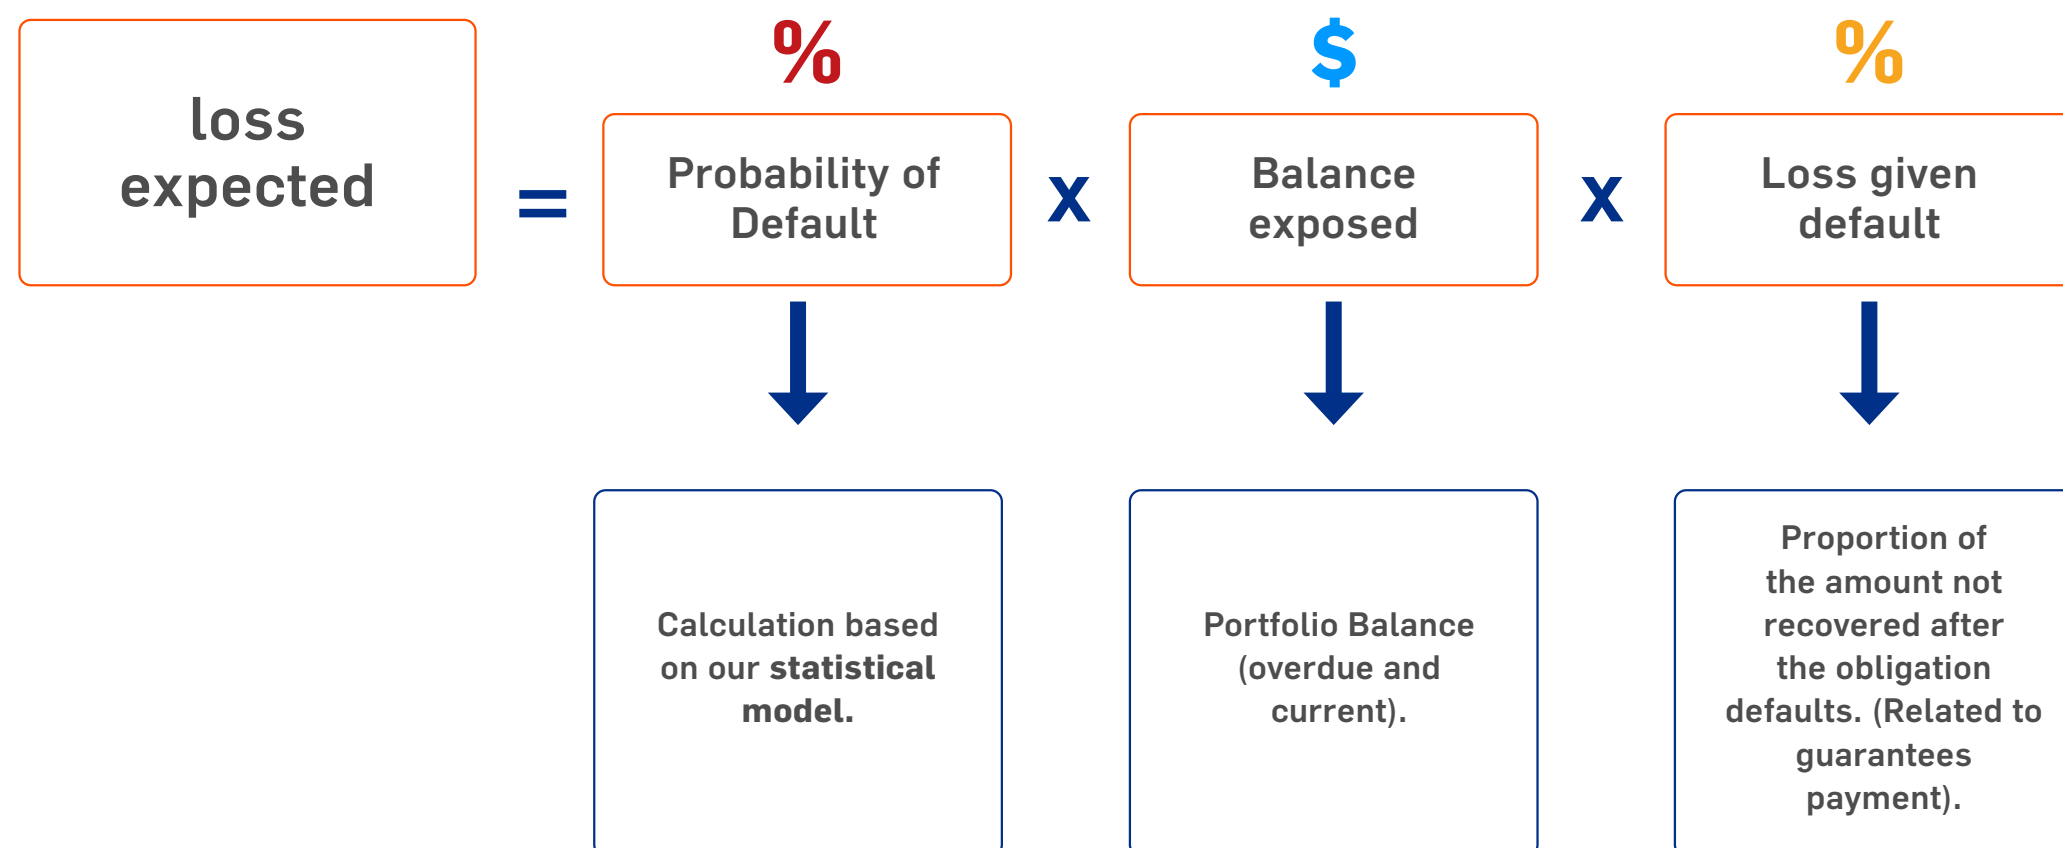 loss
expected
=
%
Probability of
Default
x
$
Balance
exposed
x
%
Loss given
default
Calculation based
on our statistical
model.
Portfolio Balance
(overdue and
current).
Proportion of
the amount not
recovered after
the obligation
defaults. (Related to
guarantees
payment).